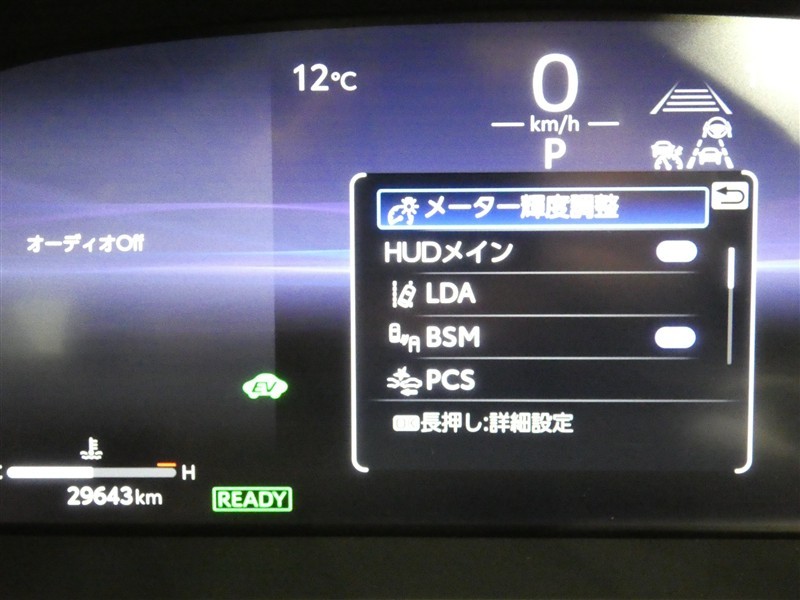 12℃
0
km/h
P
オーディオOff
メーター輝度調整
HUDメイン
LDA
BSM
PCS
長押し:詳細設定
EV
C
H
29643km
READY